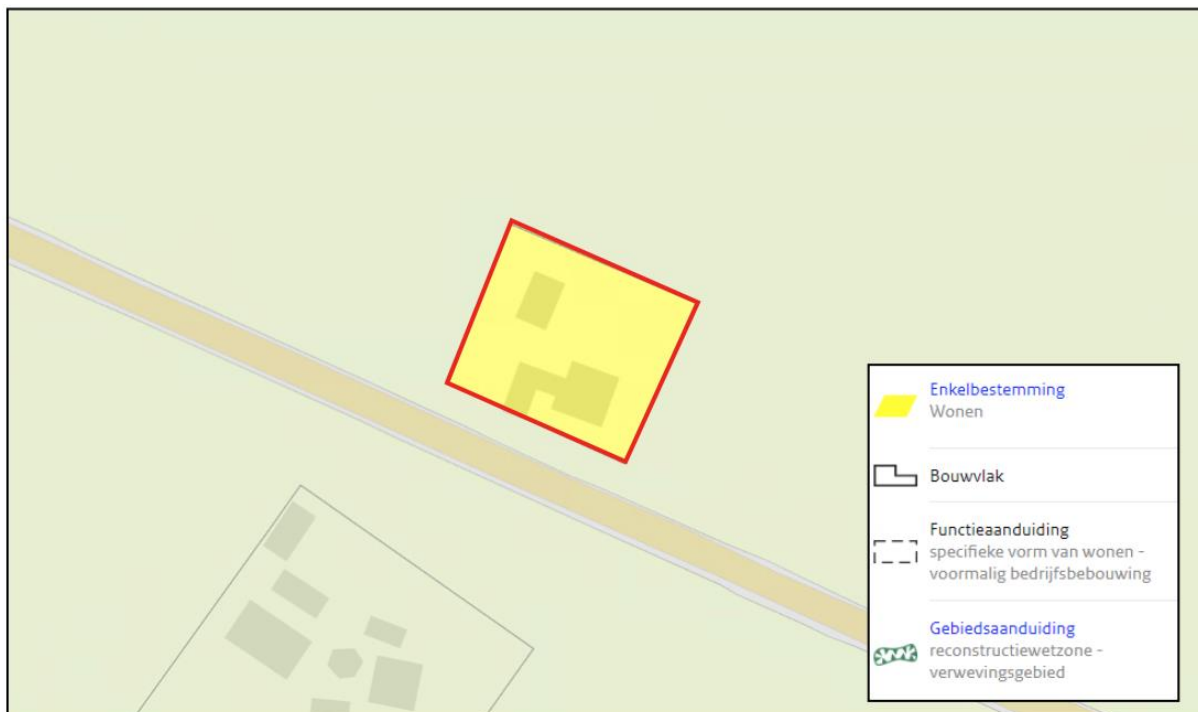 Enkelbestemming
Wonen
Bouwvlak
Functieaanduiding
specifieke vorm van wonen -
voormalig bedrijfsbebouwing
Gebiedsaanduiding
reconstructiewetzone -
verwevingsgebied